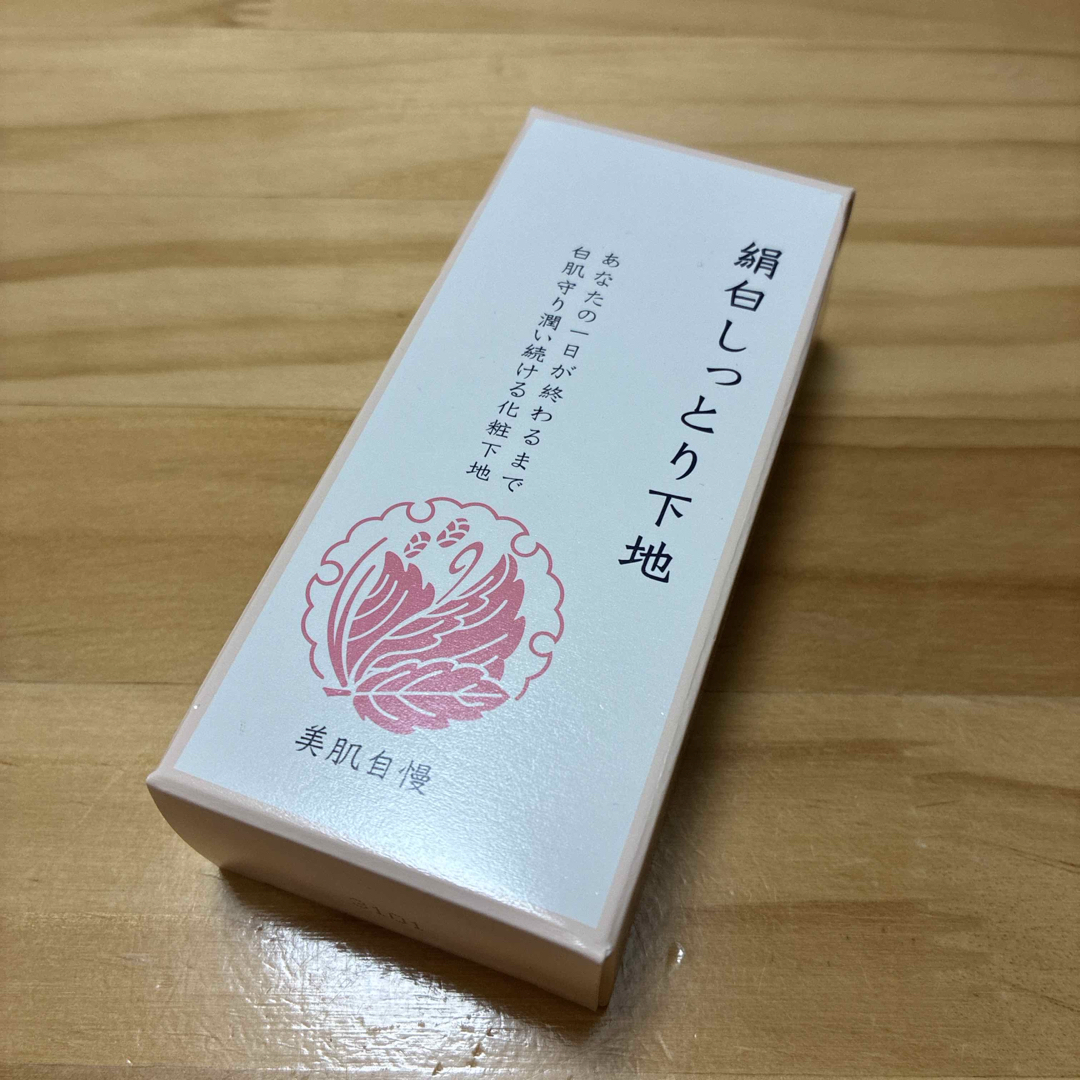 絹白しっとり下地
あなたの一日が終わるまで
白肌守り潤い続ける化粧下地
美肌自慢